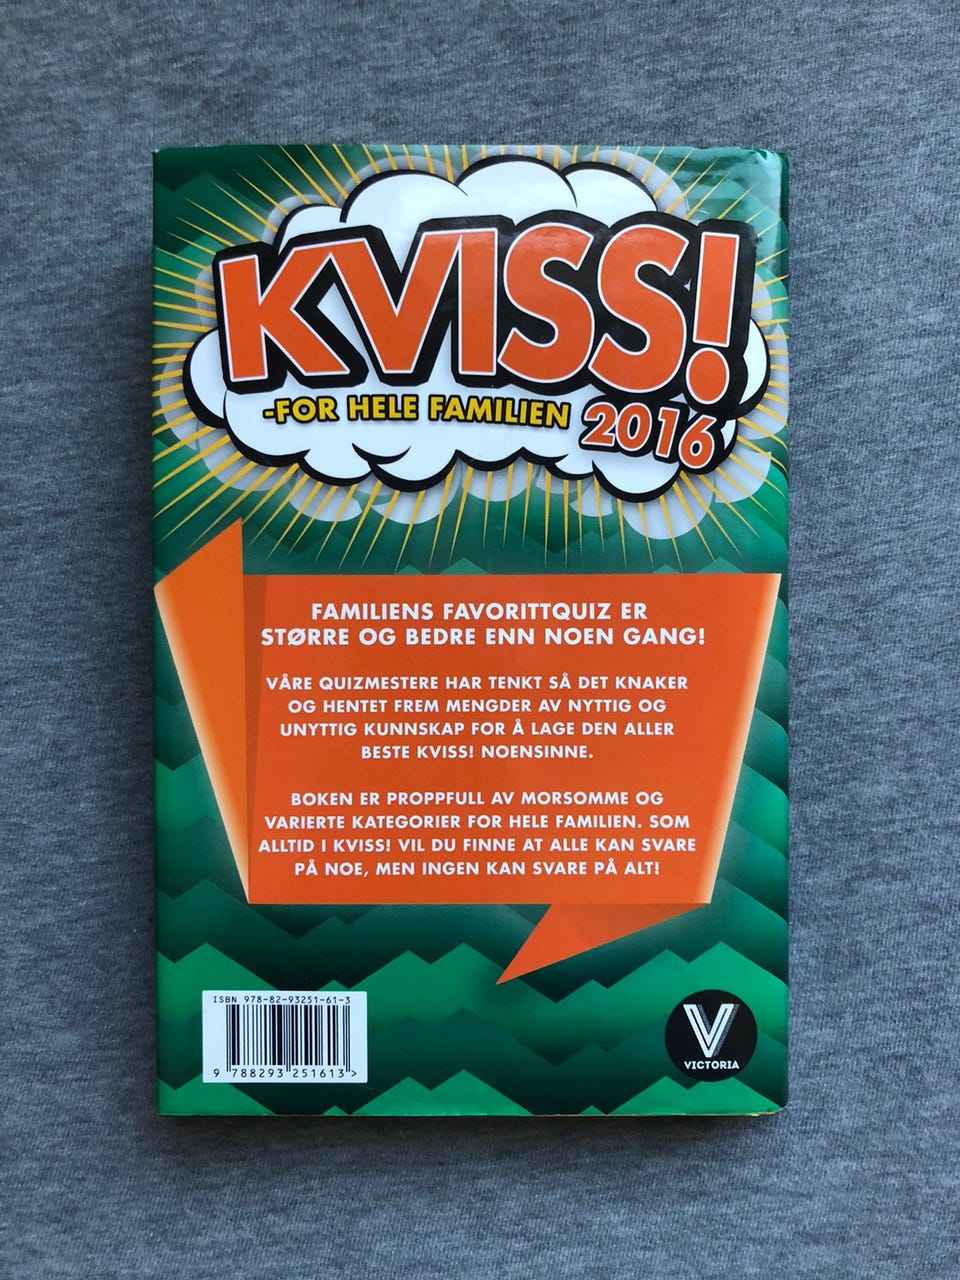 KVISS!
-FOR HELE FAMILIEN 2016
FAMILIENS FAVORITTQUIZ ER
STØRRE OG BEDRE ENN NOEN GANG!
VÅRE QUIZMESTERE HAR TENKT SÅ DET KNAKER
OG HENTET FREM MENGDER AV NYTTIG OG
UNYTTIG KUNNSKAP FOR Å LAGE DEN ALLER
BESTE KVISS! NOENSINNE.
BOKEN ER PROPPFULL AV MORSOMME OG
VARIERTE KATEGORIER FOR HELE FAMILIEN. SOM
ALLTID I KVISS! VIL DU FINNE AT ALLE KAN SVARE
PÅ NOE, MEN INGEN KAN SVARE PÅ ALT!
ISBN 978-82-93251-61-3
9 788293 251613 >
V
VICTORIA